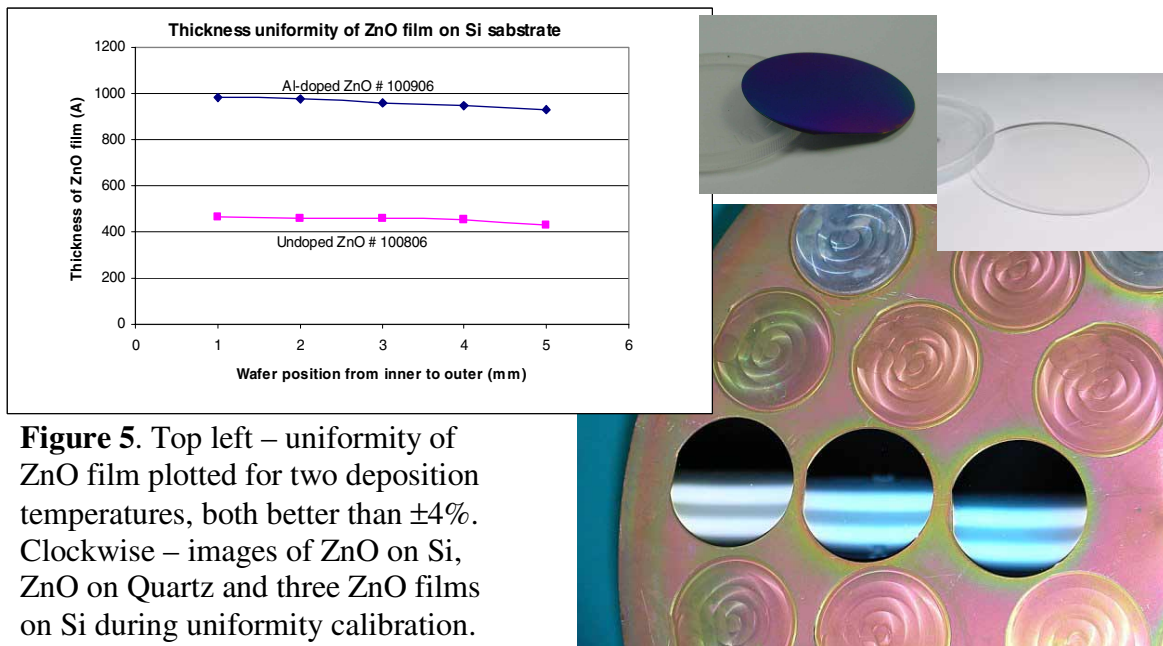 Thickness uniformity of ZnO film on Si sabstrate
Thickness of ZnO film (A)
1200
1000
800
600
400
200
0
Al-doped ZnO # 100906
Undoped ZnO # 100806
0 1 2 3 4 5 6
Wafer position from inner to outer (mm)
Figure 5. Top left – uniformity of
ZnO film plotted for two deposition
temperatures, both better than ±4%.
Clockwise – images of ZnO on Si,
ZnO on Quartz and three ZnO films
on Si during uniformity calibration.